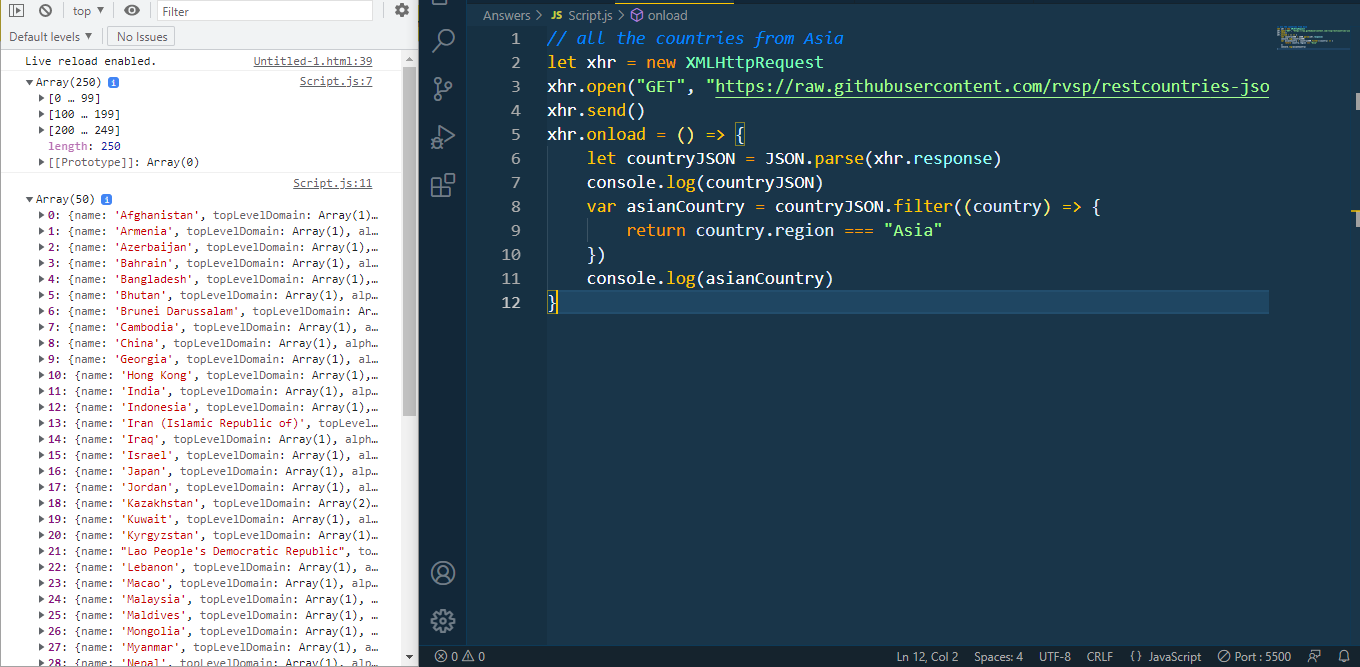 top
Filter
Default levels
No Issues
Live reload enabled. Untitled-1.html:39
Script.js:7
Array(250)
[0 … 99]
[100 … 199]
[200 … 249]
length: 250
[[Prototype]]: Array(0)
Script.js:11
Array(50)
0: {name: 'Afghanistan', topLevelDomain: Array(1)…
1: {name: 'Armenia', topLevelDomain: Array(1), al…
2: {name: 'Azerbaijan', topLevelDomain: Array(1),…
3: {name: 'Bahrain', topLevelDomain: Array(1), al…
4: {name: 'Bangladesh', topLevelDomain: Array(1),…
5: {name: 'Bhutan', topLevelDomain: Array(1), alp…
6: {name: 'Brunei Darussalam', topLevelDomain: Ar…
7: {name: 'Cambodia', topLevelDomain: Array(1), a…
8: {name: 'China', topLevelDomain: Array(1), alph…
9: {name: 'Georgia', topLevelDomain: Array(1), al…
10: {name: 'Hong Kong', topLevelDomain: Array(1),…
11: {name: 'India', topLevelDomain: Array(1), alp…
12: {name: 'Indonesia', topLevelDomain: Array(1),…
13: {name: 'Iran (Islamic Republic of)', topLevel…
14: {name: 'Iraq', topLevelDomain: Array(1), alph…
15: {name: 'Israel', topLevelDomain: Array(1), al…
16: {name: 'Japan', topLevelDomain: Array(1), alp…
17: {name: 'Jordan', topLevelDomain: Array(1), al…
18: {name: 'Kazakhstan', topLevelDomain: Array(2)…
19: {name: 'Kuwait', topLevelDomain: Array(1), al…
20: {name: 'Kyrgyzstan', topLevelDomain: Array(1)…
21: {name: "Lao People's Democratic Republic", to…
22: {name: 'Lebanon', topLevelDomain: Array(1), a…
23: {name: 'Macao', topLevelDomain: Array(1), alp…
24: {name: 'Malaysia', topLevelDomain: Array(1), …
25: {name: 'Maldives', topLevelDomain: Array(1), …
26: {name: 'Mongolia', topLevelDomain: Array(1), …
27: {name: 'Myanmar', topLevelDomain: Array(1), a…
28: {name: 'Nepal', topLevelDomain: Array(1), al…
Answers > JS Script.js > onload
1 // all the countries from Asia
2 let xhr = new XMLHttpRequest
3 xhr.open("GET", "https://raw.githubusercontent.com/rvsp/restcountries-jso
4 xhr.send()
5 xhr.onload = () => {
6 let countryJSON = JSON.parse(xhr.response)
7 console.log(countryJSON)
8 var asianCountry = countryJSON.filter((country) => {
9 return country.region === "Asia"
10 })
11 console.log(asianCountry)
12 }
0 0 Ln 12, Col 2 Spaces: 4 UTF-8 CRLF {} JavaScript Port : 5500